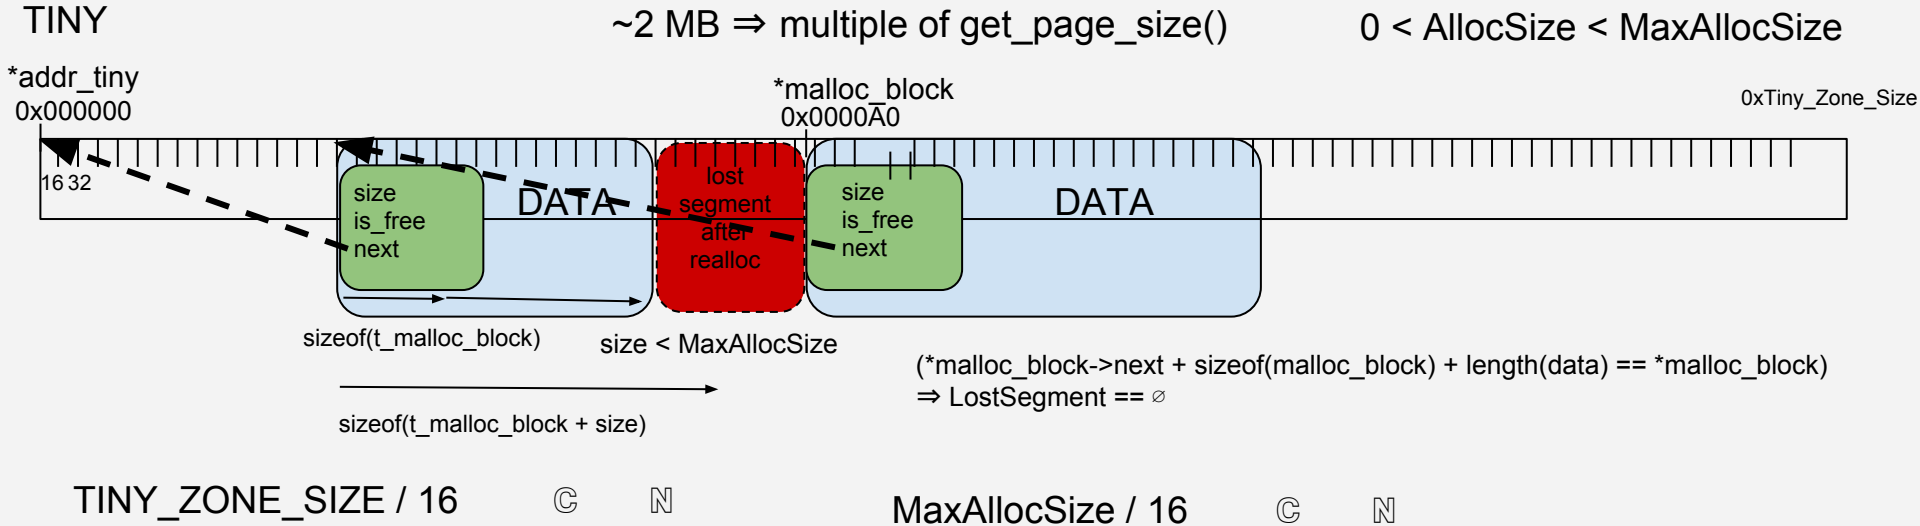 TINY
~2 MB ⇒ multiple of get_page_size()
0 < AllocSize < MaxAllocSize
*addr_tiny
0x000000
*malloc_block
0x0000A0
0xTiny_Zone_Size
16 32
size
is_free
next
DATA
lost
segment
after
realloc
size
is_free
next
DATA
sizeof(t_malloc_block)
size < MaxAllocSize
sizeof(t_malloc_block + size)
(*malloc_block->next + sizeof(malloc_block) + length(data) == *malloc_block)
⇒ LostSegment == ∅
TINY_ZONE_SIZE / 16 ℂ ℕ
MaxAllocSize / 16 ℂ ℕ